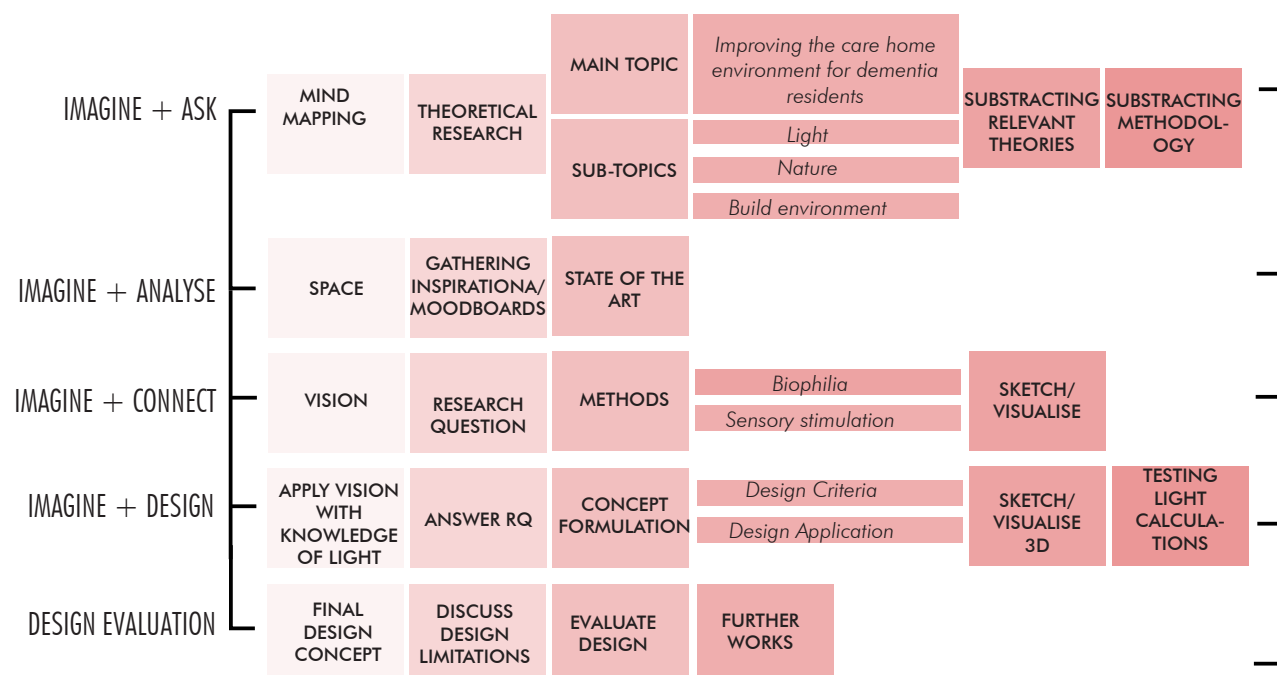 IMAGINE + ASK
MIND
MAPPING
THEORETICAL
RESEARCH
MAIN TOPIC
Improving the care home
environment for dementia
residents
SUB-TOPICS
Light
Nature
Build environment
SUBSTRACTING
RELEVANT
THEORIES
SUBSTRACTING
METHODOL-
OGY
IMAGINE + ANALYSE
SPACE
GATHERING
INSPIRATIONA/
MOODBOARDS
STATE OF THE
ART
IMAGINE + CONNECT
VISION
RESEARCH
QUESTION
METHODS
Biophilia
Sensory stimulation
SKETCH/
VISUALISE
IMAGINE + DESIGN
APPLY VISION
WITH
KNOWLEDGE
OF LIGHT
ANSWER RQ
CONCEPT
FORMULATION
Design Criteria
Design Application
SKETCH/
VISUALISE
3D
TESTING
LIGHT
CALCULA-
TIONS
DESIGN EVALUATION
FINAL
DESIGN
CONCEPT
DISCUSS
DESIGN
LIMITATIONS
EVALUATE
DESIGN
FURTHER
WORKS